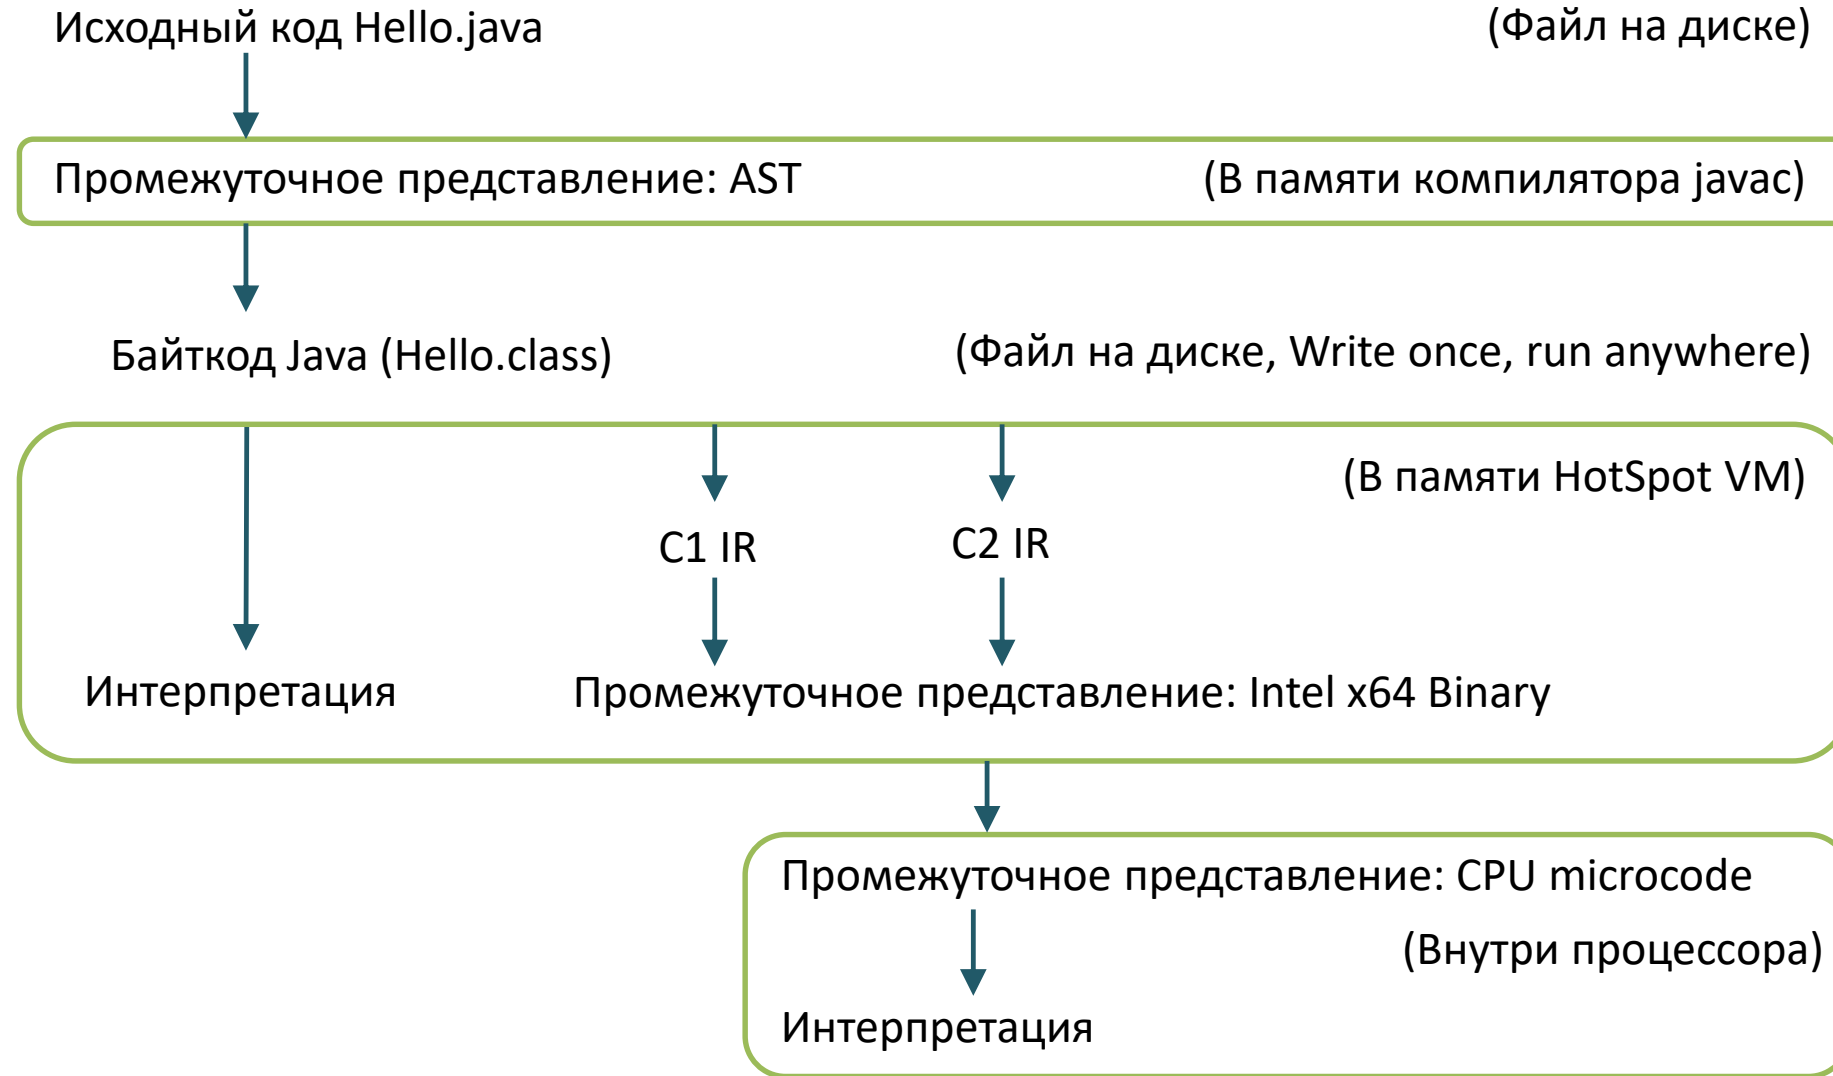 Исходный код Hello.java
(Файл на диске)
Промежуточное представление: AST
(В памяти компилятора javac)
Байткод Java (Hello.class)
(Файл на диске, Write once, run anywhere)
(В памяти HotSpot VM)
C1 IR
C2 IR
Интерпретация
Промежуточное представление: Intel x64 Binary
Промежуточное представление: CPU microcode
(Внутри процессора)
Интерпретация